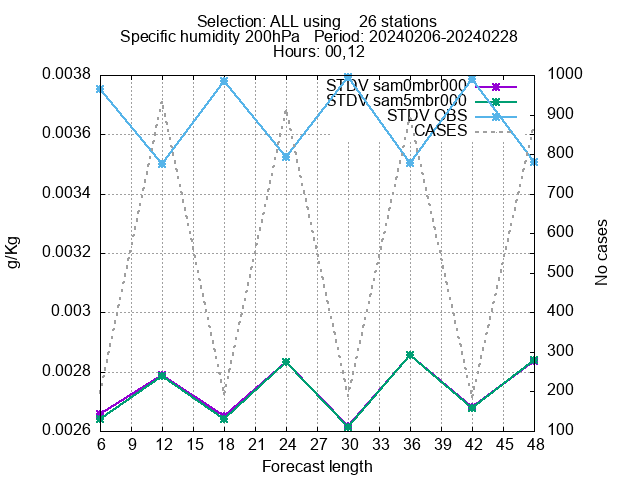 Selection: ALL using    26 stations
Specific humidity 200hPa   Period: 20240206-20240228
Hours: 00,12
STDV sam0mbr000
STDV sam5mbr000
STDV OBS
CASES
0.0038
0.0036
0.0034
0.0032
0.003
0.0028
0.0026
g/Kg
1000
900
800
700
600
500
400
300
200
100
No cases
6 9 12 15 18 21 24 27 30 33 36 39 42 45 48
Forecast length